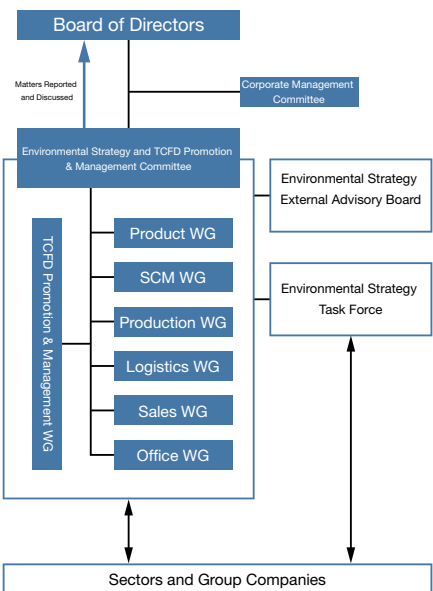 Board of Directors
Matters Reported
and Discussed
Corporate Management
Committee
Environmental Strategy and TCFD Promotion
& Management Committee
Environmental Strategy
External Advisory Board
TCFD Promotion & Management WG
Product WG
SCM WG
Environmental Strategy
Task Force
Production WG
Logistics WG
Sales WG
Office WG
Sectors and Group Companies